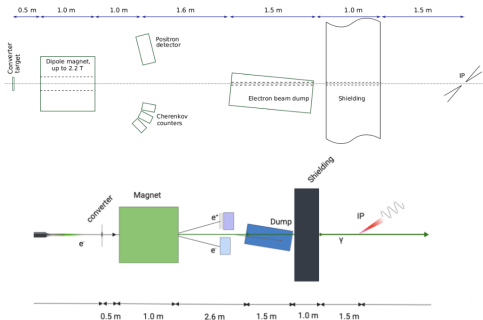 0.5 m 1.0 m 1.0 m 1.0 m 1.5 m 1.0 m 1.5 m
Converter
target
Dipole magnet,
up to 2.2 T
Positron
detector
Cherenkov
counters
Electron beam dump
Shielding
IP
e-
converter
Magnet
e+
e-
Dump
Shielding
γ
IP
0.5 m 1.0 m 2.6 m 1.5 m 1.0 m 1.5 m